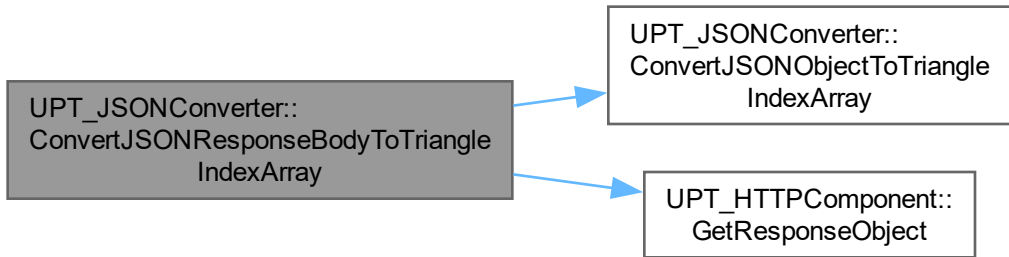 UPT_JSONConverter::
ConvertJSONResponseBodyToTriangle
IndexArray
UPT_JSONConverter::
ConvertJSONObjectToTriangle
IndexArray
UPT_HTTPComponent::
GetResponseObject